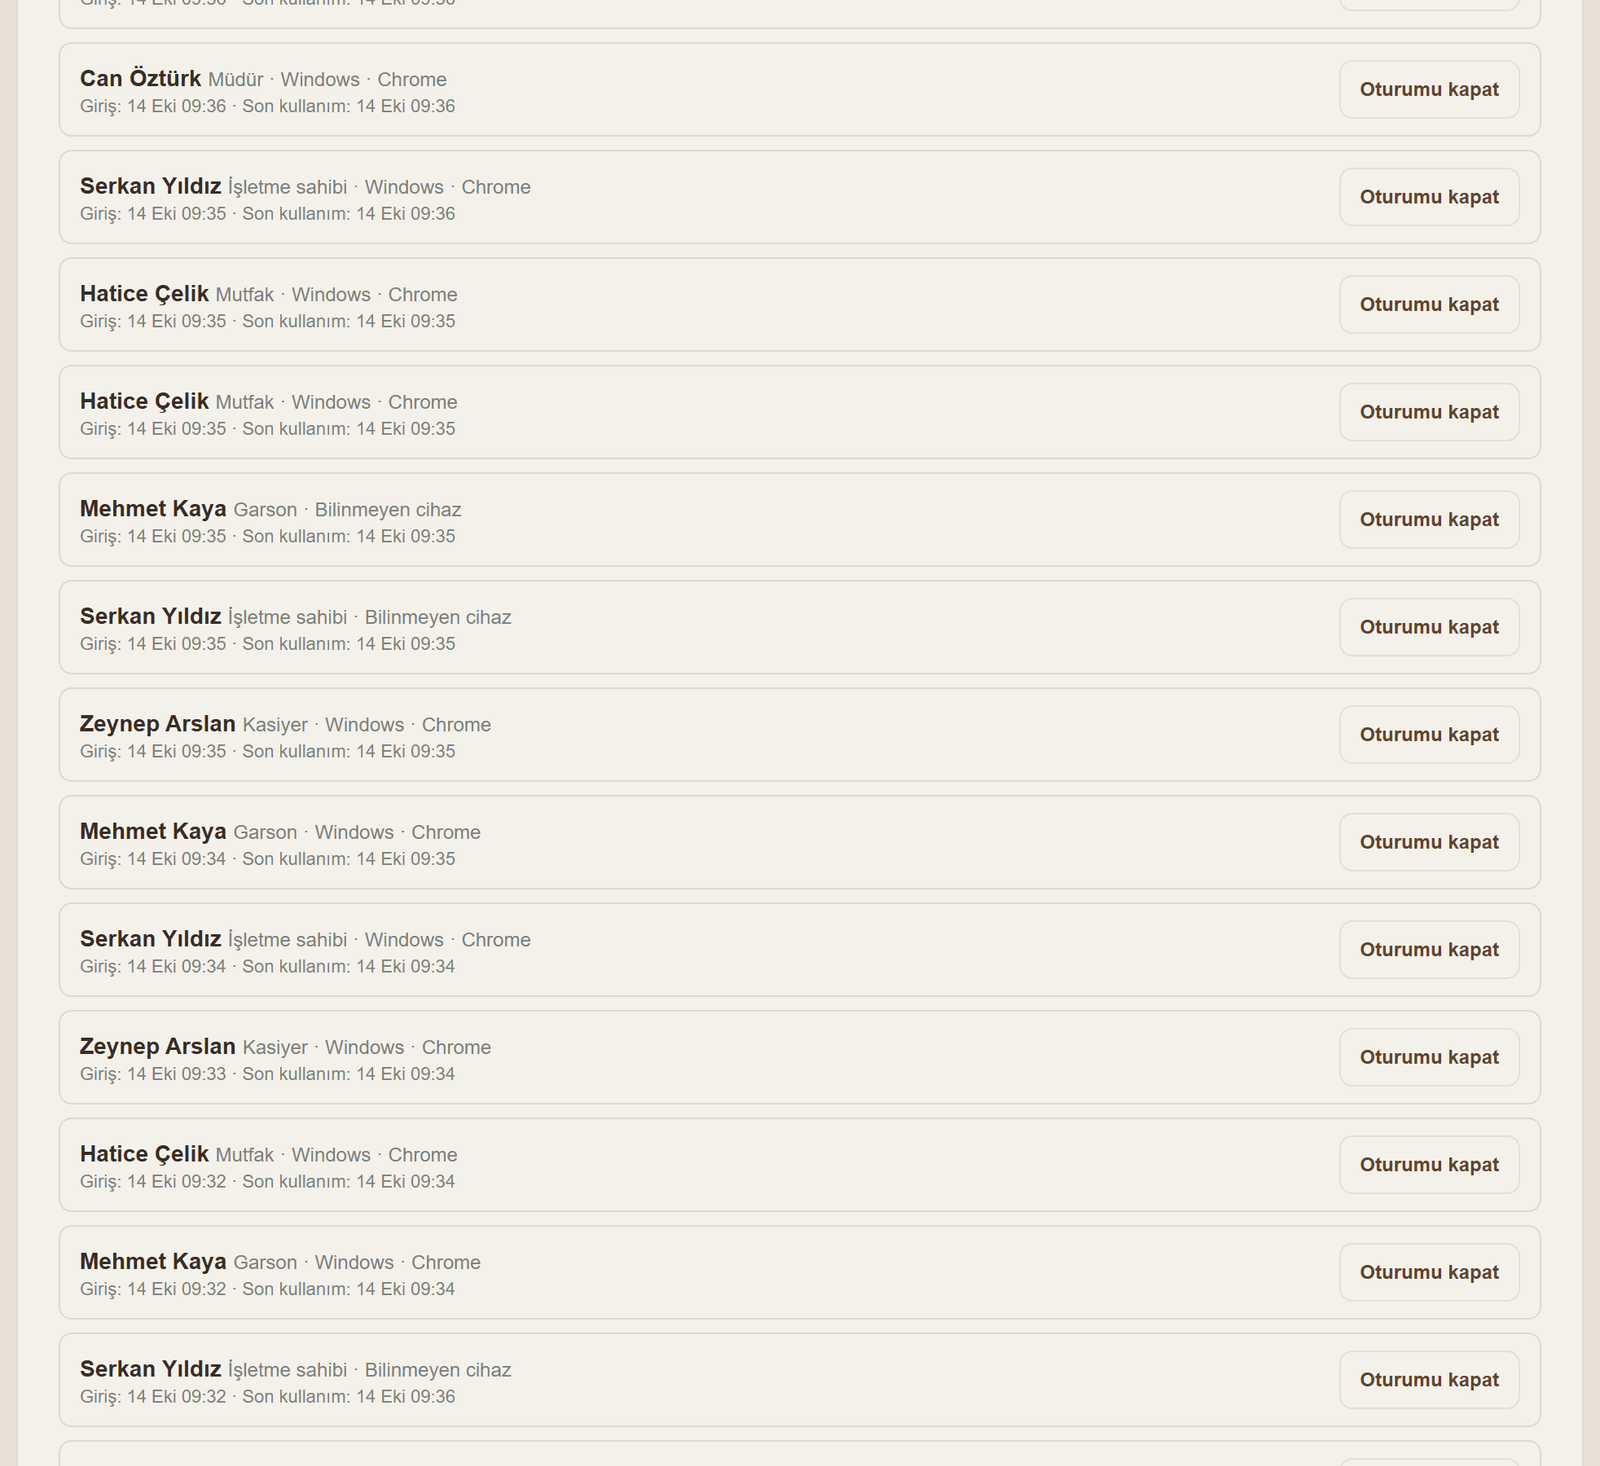 Giriş: 14 Eki 09:36 · Son kullanım: 14 Eki 09:36
Can Öztürk Müdür · Windows · Chrome
Oturumu kapat
Giriş: 14 Eki 09:36 · Son kullanım: 14 Eki 09:36
Serkan Yıldız İşletme sahibi · Windows · Chrome
Oturumu kapat
Giriş: 14 Eki 09:35 · Son kullanım: 14 Eki 09:36
Hatice Çelik Mutfak · Windows · Chrome
Oturumu kapat
Giriş: 14 Eki 09:35 · Son kullanım: 14 Eki 09:35
Hatice Çelik Mutfak · Windows · Chrome
Oturumu kapat
Giriş: 14 Eki 09:35 · Son kullanım: 14 Eki 09:35
Mehmet Kaya Garson · Bilinmeyen cihaz
Oturumu kapat
Giriş: 14 Eki 09:35 · Son kullanım: 14 Eki 09:35
Serkan Yıldız İşletme sahibi · Bilinmeyen cihaz
Oturumu kapat
Giriş: 14 Eki 09:35 · Son kullanım: 14 Eki 09:35
Zeynep Arslan Kasiyer · Windows · Chrome
Oturumu kapat
Giriş: 14 Eki 09:35 · Son kullanım: 14 Eki 09:35
Mehmet Kaya Garson · Windows · Chrome
Oturumu kapat
Giriş: 14 Eki 09:34 · Son kullanım: 14 Eki 09:35
Serkan Yıldız İşletme sahibi · Windows · Chrome
Oturumu kapat
Giriş: 14 Eki 09:34 · Son kullanım: 14 Eki 09:34
Zeynep Arslan Kasiyer · Windows · Chrome
Oturumu kapat
Giriş: 14 Eki 09:33 · Son kullanım: 14 Eki 09:34
Hatice Çelik Mutfak · Windows · Chrome
Oturumu kapat
Giriş: 14 Eki 09:32 · Son kullanım: 14 Eki 09:34
Mehmet Kaya Garson · Windows · Chrome
Oturumu kapat
Giriş: 14 Eki 09:32 · Son kullanım: 14 Eki 09:34
Serkan Yıldız İşletme sahibi · Bilinmeyen cihaz
Oturumu kapat
Giriş: 14 Eki 09:32 · Son kullanım: 14 Eki 09:36